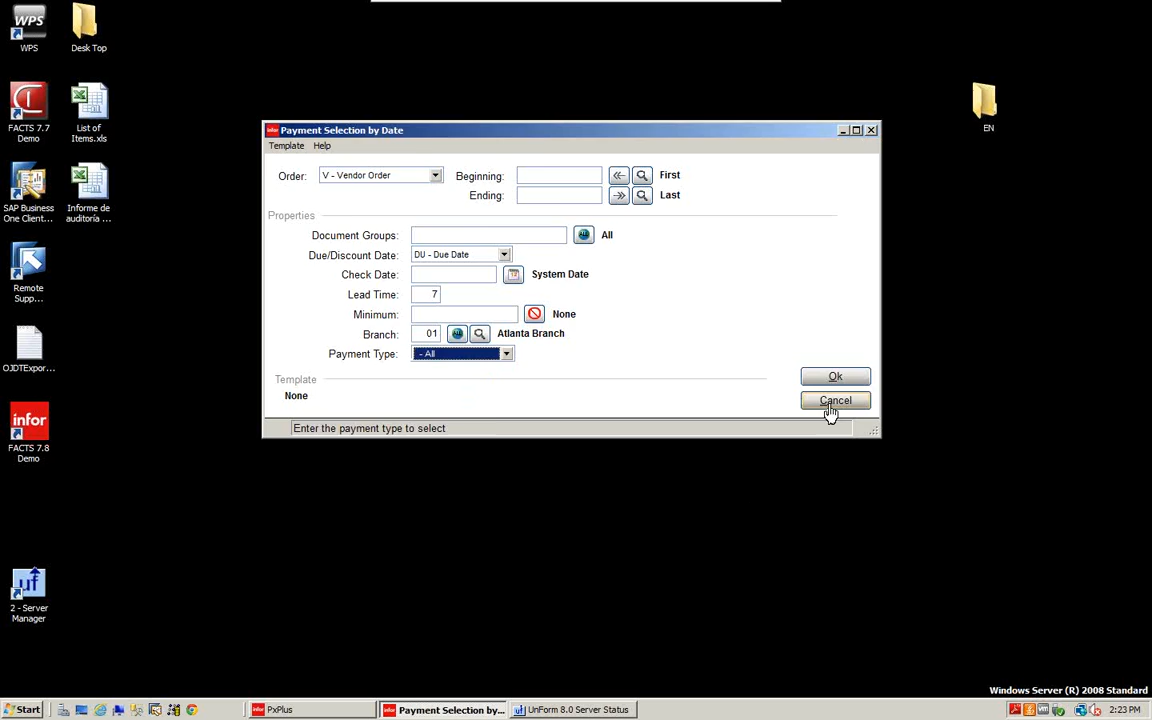 WPS
Desk Top
FACTS 7.7
Demo
List of
Items.xls
EN
SAP Business
One Client...
Informe de
auditoría ...
Remote
Supp...
OJDTExpor...
infor
FACTS 7.8
Demo
uf
2 - Server
Manager
infor Payment Selection by Date
Template Help
Order: V - Vendor Order Beginning: First
Ending: Last
Properties
Document Groups: All
Due/Discount Date: DU - Due Date
Check Date: System Date
Lead Time: 7
Minimum: None
Branch: 01 Atlanta Branch
Payment Type: - All
Template
None
Ok
Cancel
Enter the payment type to select
Windows Server (R) 2008 Standard
Start
PxPlus
Payment Selection by...
UnForm 8.0 Server Status
2:23 PM